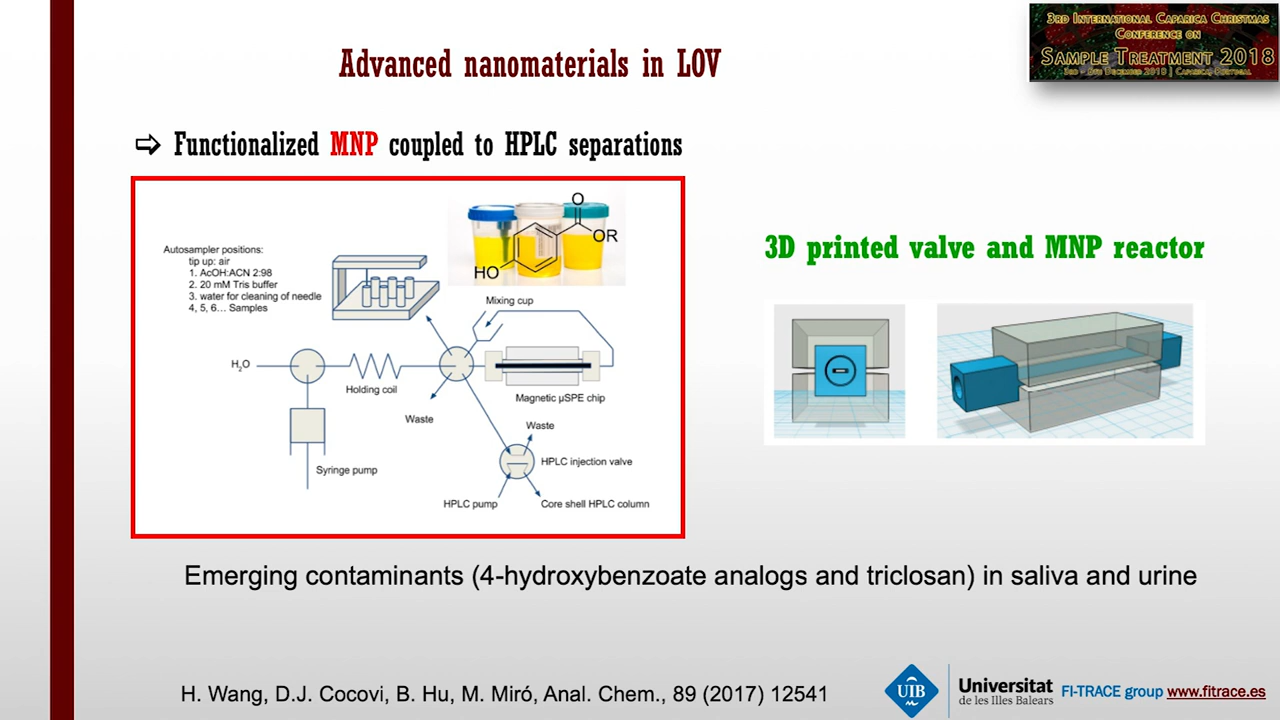 3RD INTERNATIONAL CAPARICA CHRISTMAS
CONFERENCE ON
SAMPLE TREATMENT 2018
Advanced nanomaterials in LOV
⇨ Functionalized MNP coupled to HPLC separations
Autosampler positions:
tip up: air
1. AcOH:ACN 2:98
2. 20 mM Tris buffer
3. water for cleaning of needle
4, 5, 6... Samples
O
OR
HO
Mixing cup
H₂O
Holding coil
Magnetic µSPE chip
Waste
Waste
Syringe pump
HPLC injection valve
HPLC pump
Core shell HPLC column
3D printed valve and MNP reactor
Emerging contaminants (4-hydroxybenzoate analogs and triclosan) in saliva and urine
H. Wang, D.J. Cocovi, B. Hu, M. Miró, Anal. Chem., 89 (2017) 12541
UIB
Universitat
de les Illes Balears
FI-TRACE group www.fitrace.es